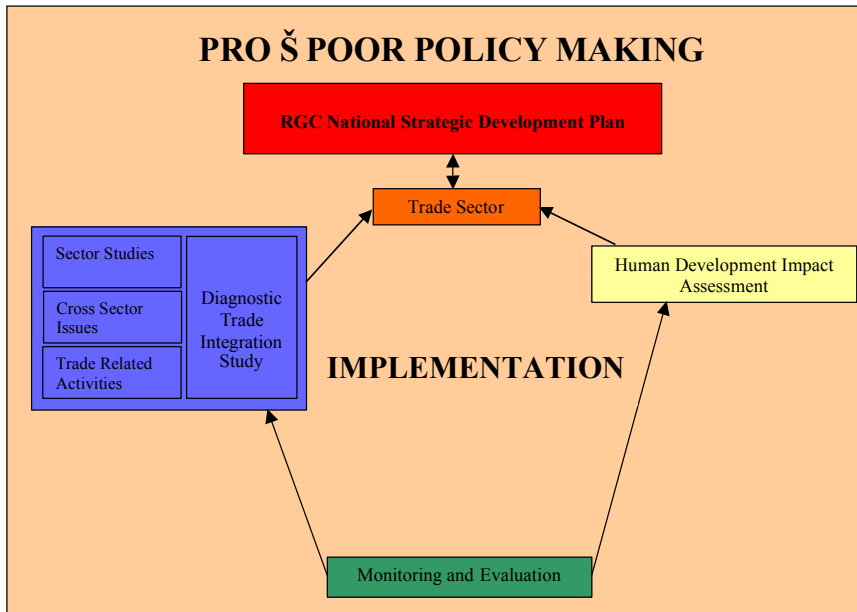 PRO Š POOR POLICY MAKING
RGC National Strategic Development Plan
Trade Sector
Sector Studies
Cross Sector
Issues
Trade Related
Activities
Diagnostic
Trade
Integration
Study
Human Development Impact
Assessment
IMPLEMENTATION
Monitoring and Evaluation